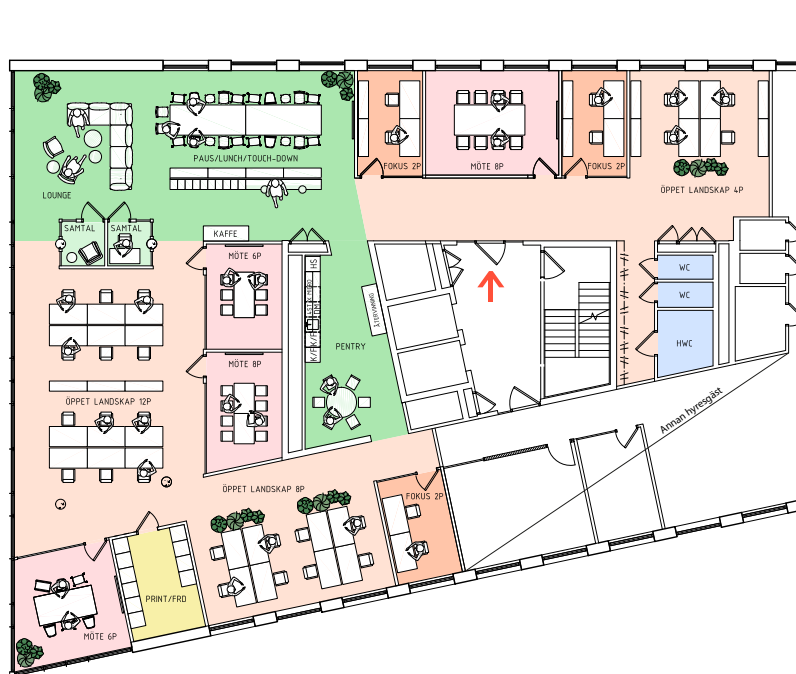 PAUS/LUNCH/TOUCH-DOWN
FOKUS 2P
MÖTE 8P
FOKUS 2P
LOUNGE
ÖPPET LANDSKAP 4P
SAMTAL
SAMTAL
KAFFE
MÖTE 6P
HS
WC
WC
HWC
PENTRY
MÖTE 8P
ÖPPET LANDSKAP 12P
Annan hyresgäst
ÖPPET LANDSKAP 8P
FOKUS 2P
PRINT/FRD
MÖTE 6P